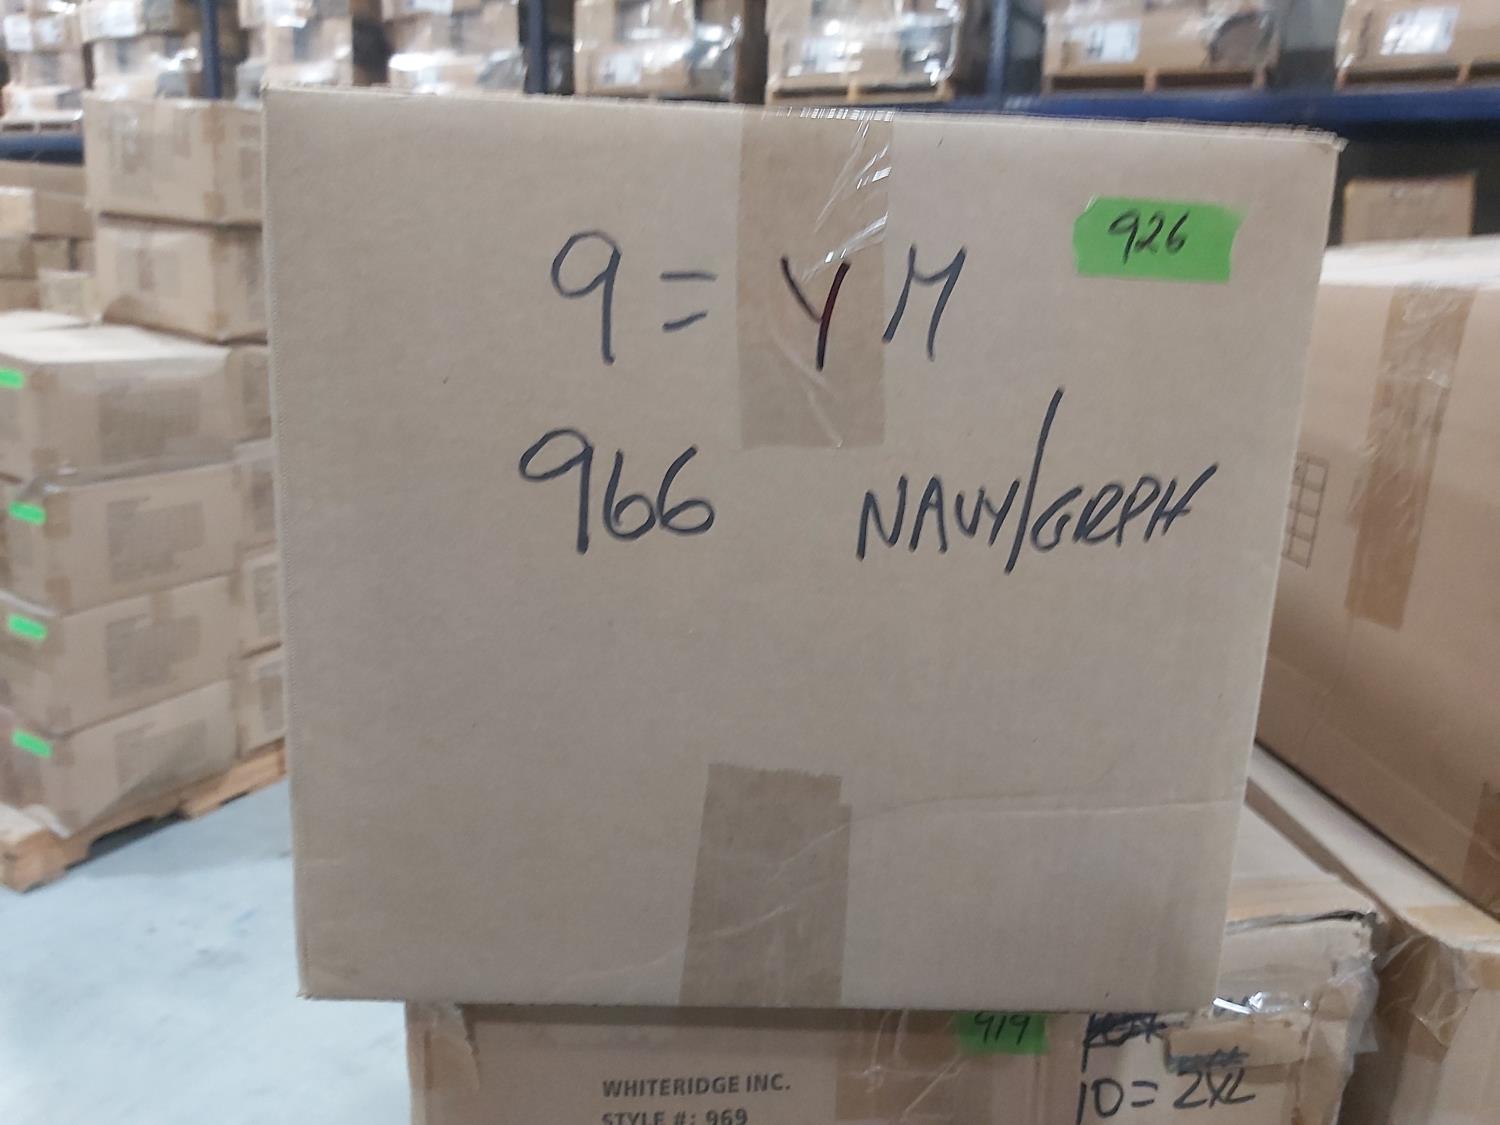 926
9 = YM
966 NAVY/GRPH
919
WHITERIDGE INC.
STYLE #: 969
10 = 2XL